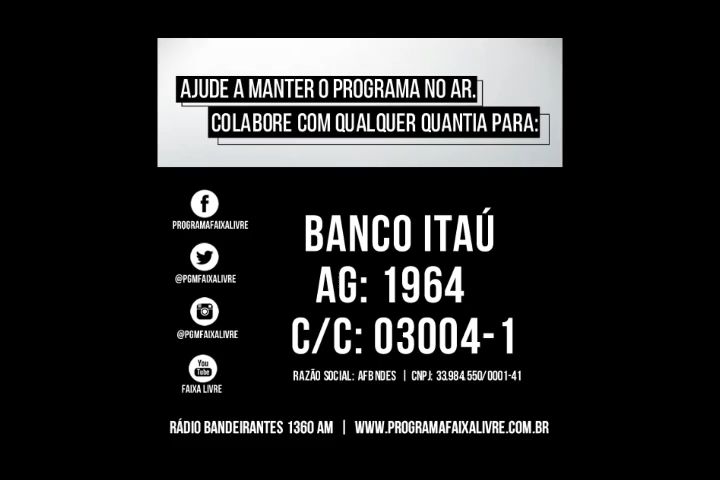 AJUDE A MANTER O PROGRAMA NO AR.
COLABORE COM QUALQUER QUANTIA PARA:
PROGRAMAFAIXALIVRE
@PGMFAIXALIVRE
@PGMFAIXALIVRE
You
Tube
FAIXA LIVRE
BANCO ITAÚ
AG: 1964
C/C: 03004-1
RAZÃO SOCIAL: AFBNDES | CNPJ: 33.984.550/0001-41
RÁDIO BANDEIRANTES 1360 AM | WWW.PROGRAMAFAIXALIVRE.COM.BR